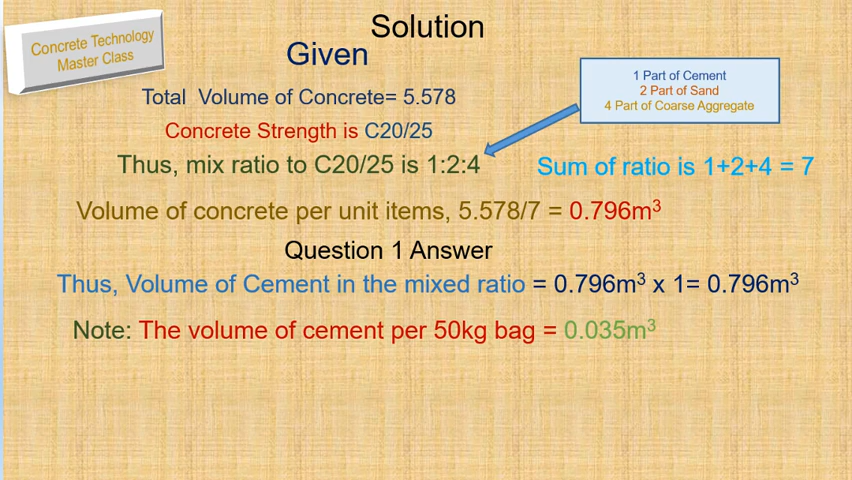 Solution
Concrete Technology
Master Class
Given
1 Part of Cement
2 Part of Sand
4 Part of Coarse Aggregate
Total Volume of Concrete= 5.578
Concrete Strength is C20/25
Thus, mix ratio to C20/25 is 1:2:4
Sum of ratio is 1+2+4 = 7
Volume of concrete per unit items, 5.578/7 = 0.796m³
Question 1 Answer
Thus, Volume of Cement in the mixed ratio = 0.796m³ x 1= 0.796m³
Note: The volume of cement per 50kg bag = 0.035m³